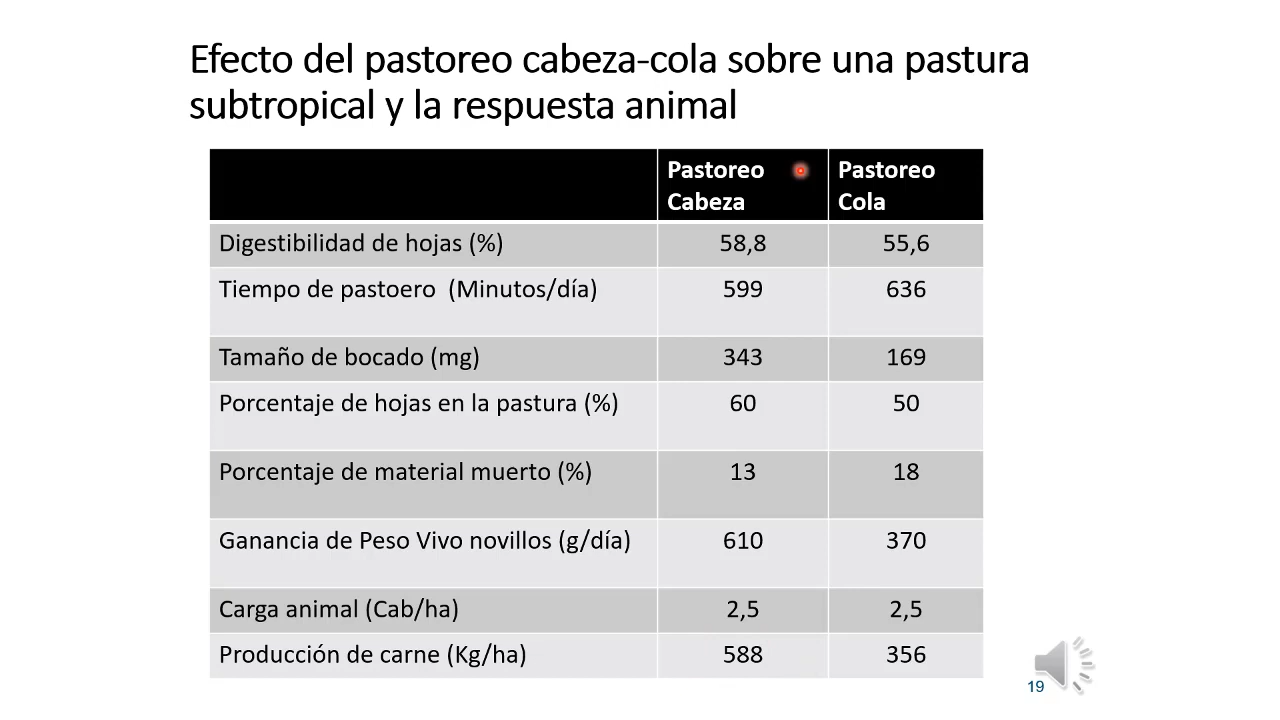 Efecto del pastoreo cabeza-cola sobre una pastura
subtropical y la respuesta animal
Pastoreo Cabeza Pastoreo Cola
Digestibilidad de hojas (%) 58,8 55,6
Tiempo de pastoero (Minutos/día) 599 636
Tamaño de bocado (mg) 343 169
Porcentaje de hojas en la pastura (%) 60 50
Porcentaje de material muerto (%) 13 18
Ganancia de Peso Vivo novillos (g/día) 610 370
Carga animal (Cab/ha) 2,5 2,5
Producción de carne (Kg/ha) 588 356
19